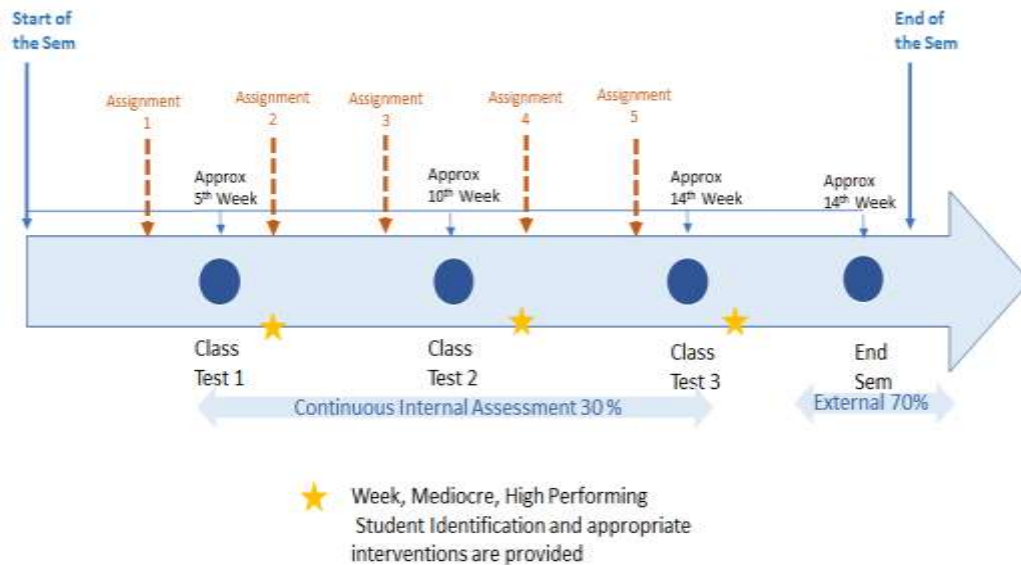 Start of
the Sem
End of
the Sem
Assignment
1
Assignment
2
Assignment
3
Assignment
4
Assignment
5
Approx
5th Week
Approx
10th Week
Approx
14th Week
Approx
14th Week
Class
Test 1
Class
Test 2
Class
Test 3
End
Sem
Continuous Internal Assessment 30 %
External 70%
Week, Mediocre, High Performing
Student Identification and appropriate
interventions are provided